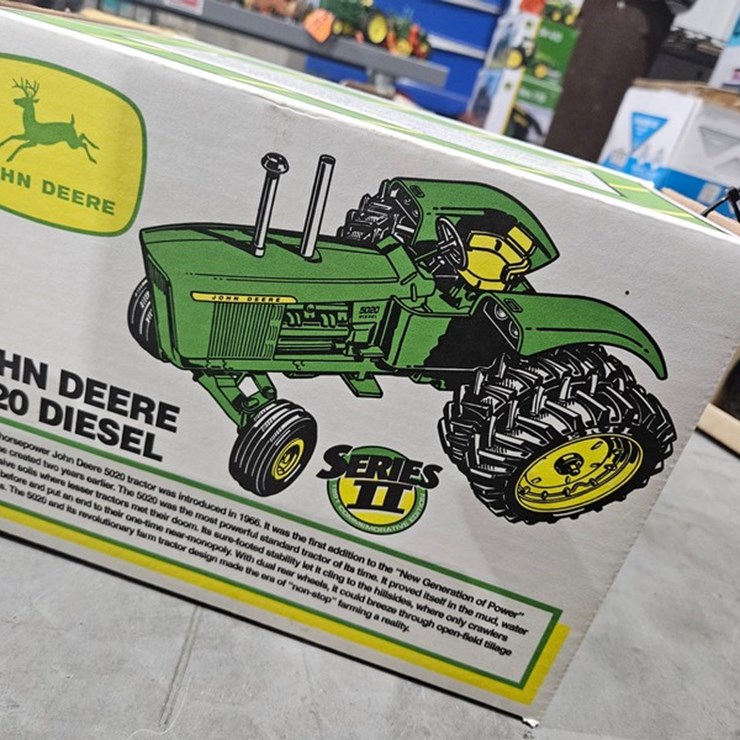 HN DEERE
JOHN DEERE
5020
DIESEL
HN DEERE
20 DIESEL
SERIES
II
COMMEMORATIVE EDITION
horsepower John Deere 5020 tractor was introduced in 1966. It was the first addition to the "New Generation of Power"
created two years earlier. The 5020 was the most powerful standard tractor of its time. It proved itself in the mud, water
soils where lesser tractors met their doom. Its sure-footed stability let it cling to the hillsides, where only crawlers
before and put an end to their one-time near-monopoly. With dual rear wheels, it could breeze through open-field tillage
The 5020 and its revolutionary farm tractor design made the era of "non-stop" farming a reality.